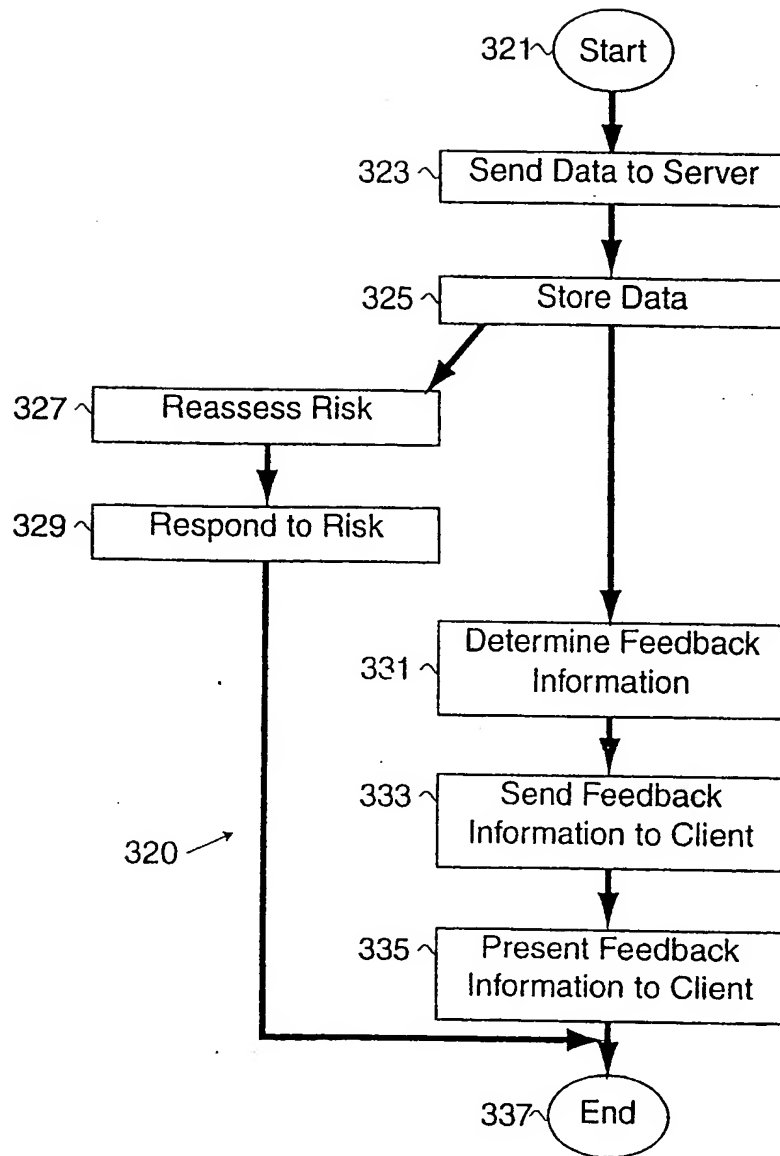 321 Start
323 Send Data to Server
325 Store Data
327 Reassess Risk
329 Respond to Risk
331 Determine Feedback
Information
333 Send Feedback
Information to Client
320
335 Present Feedback
Information to Client
337 End